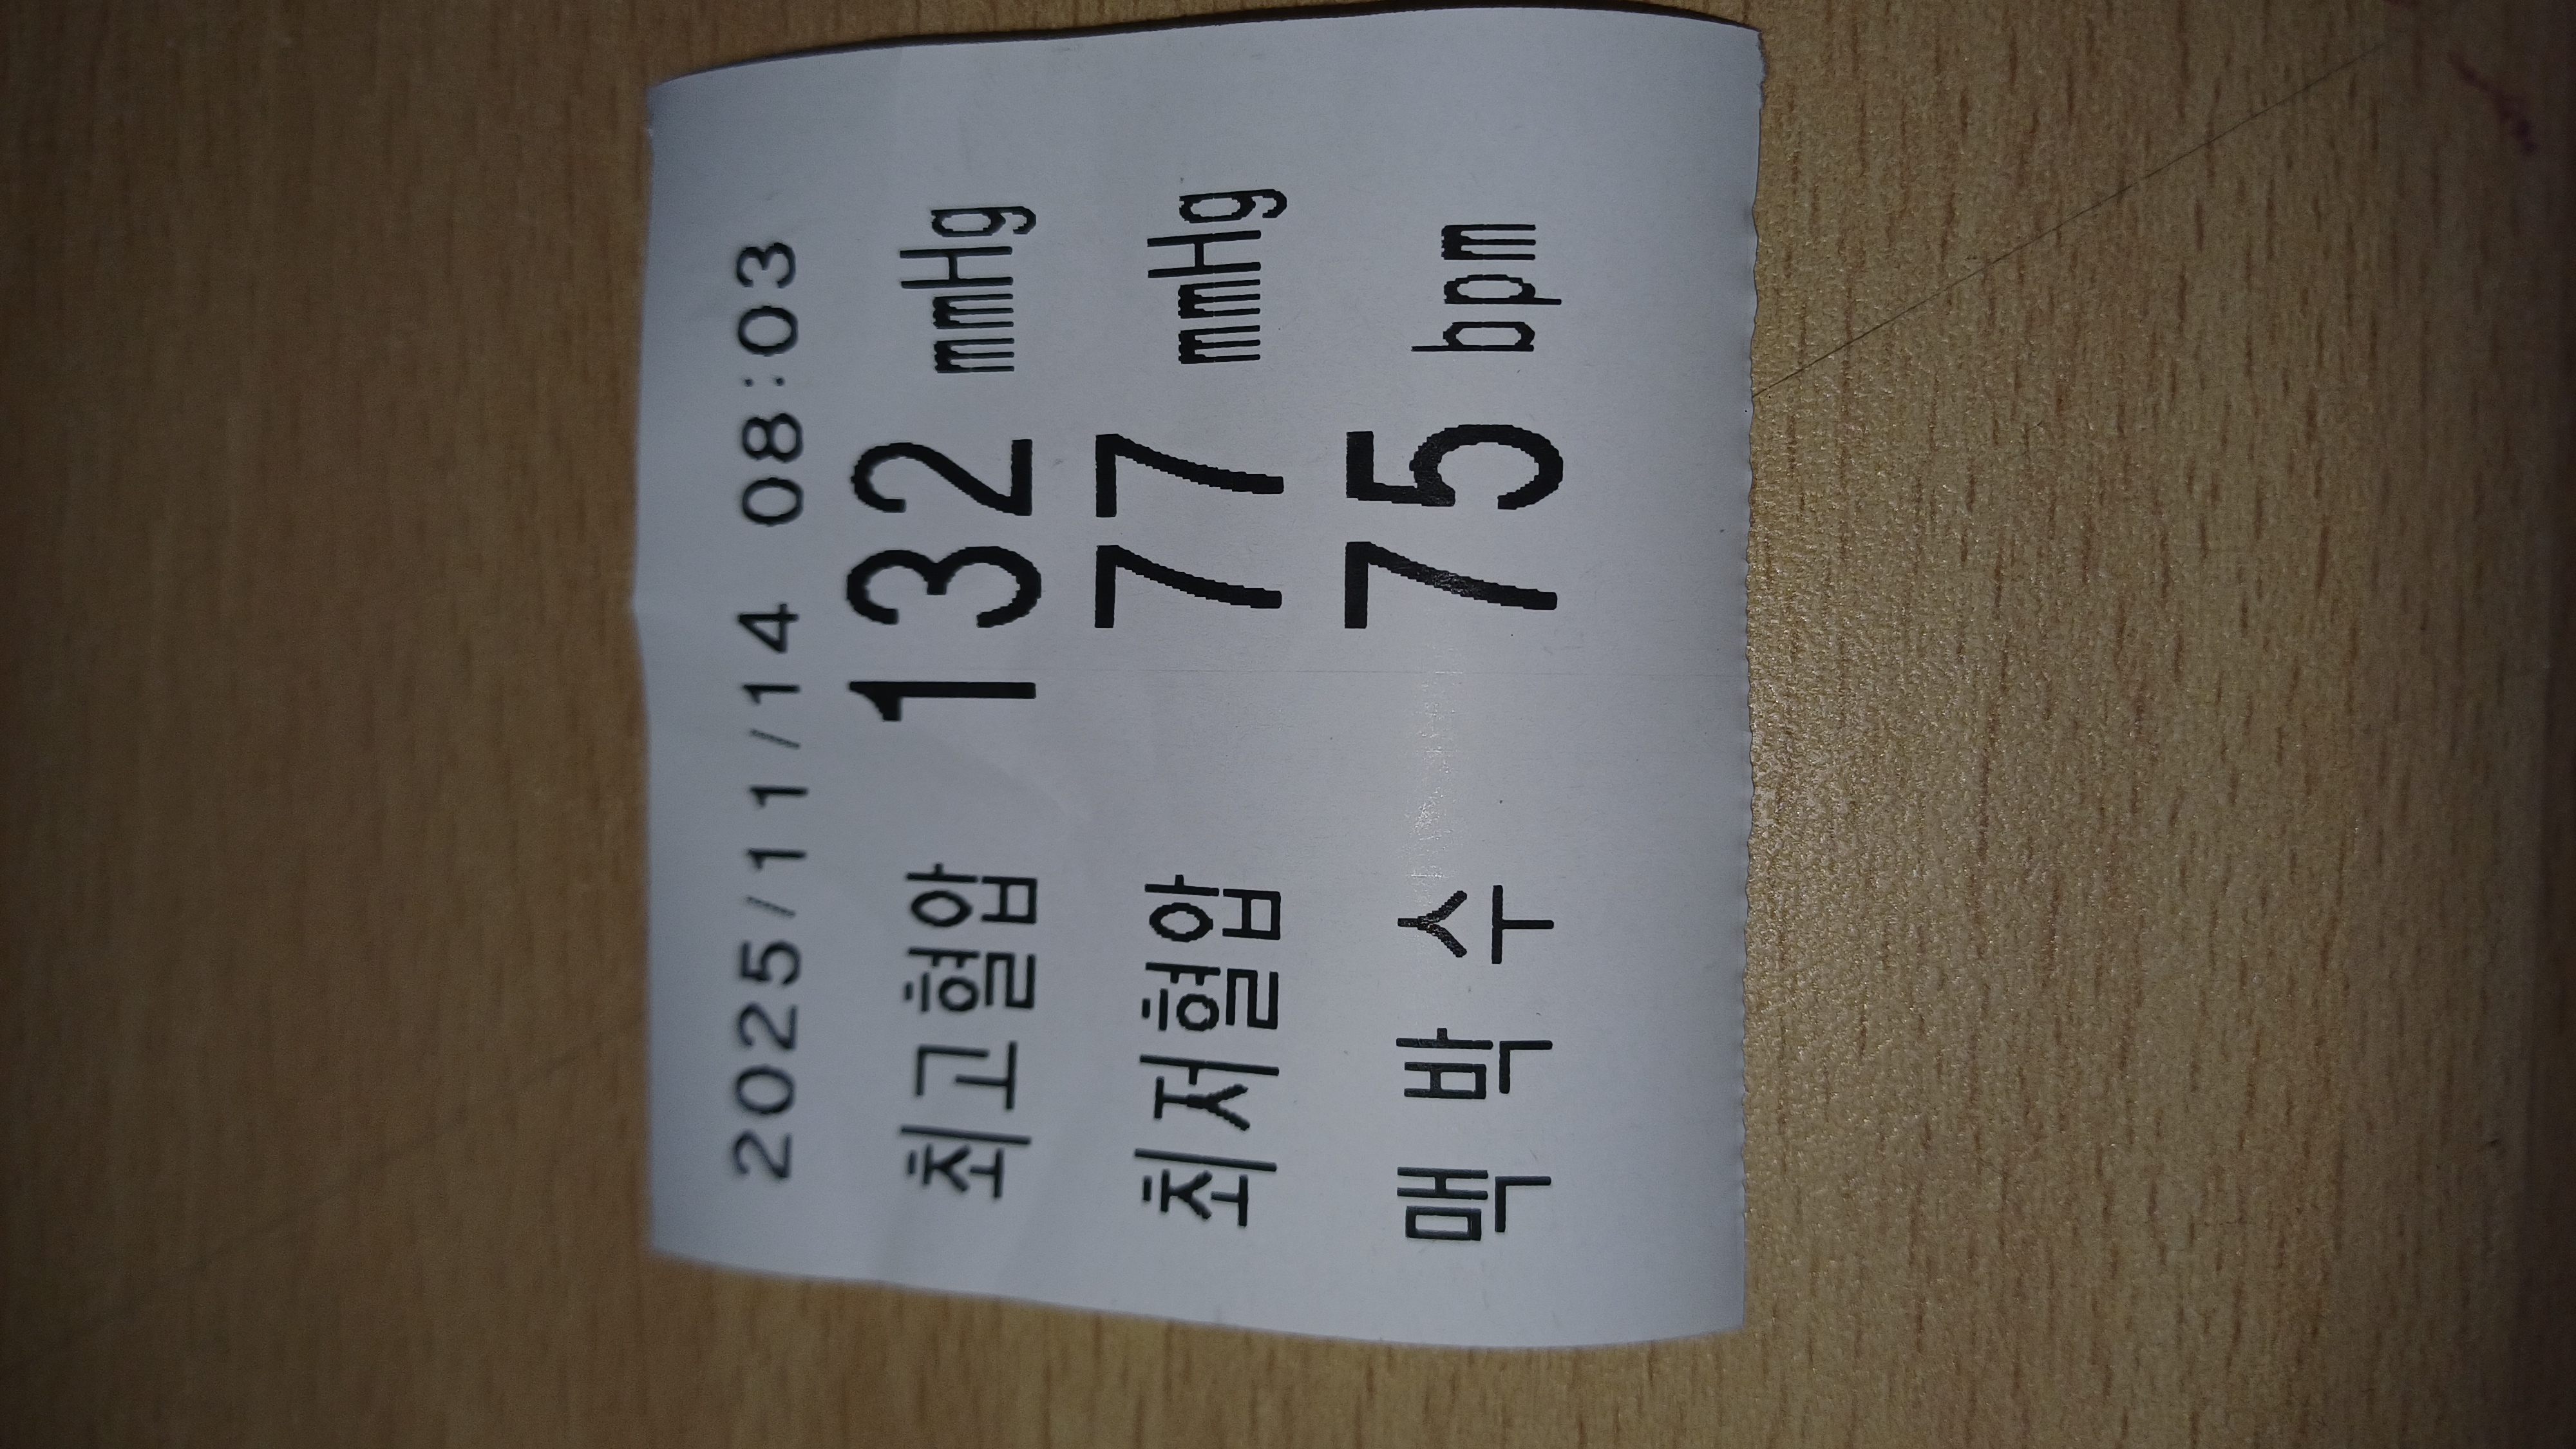 2025/11/14 08:03
최고혈압 132 mmHg
최저혈압 77 mmHg
맥 박 수 75 bpm